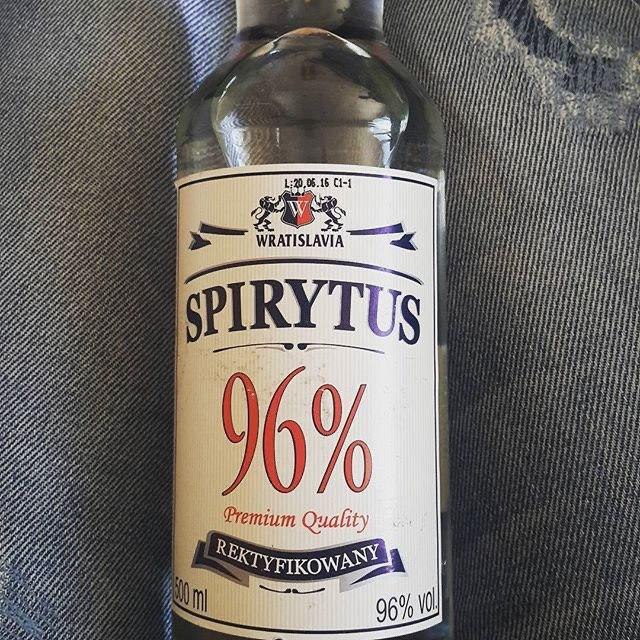 L:20.06.16 C1-1
W
WRATISLAVIA
SPIRYTUS
96%
Premium Quality
REKTYFIKOWANY
500 ml
96% vol.